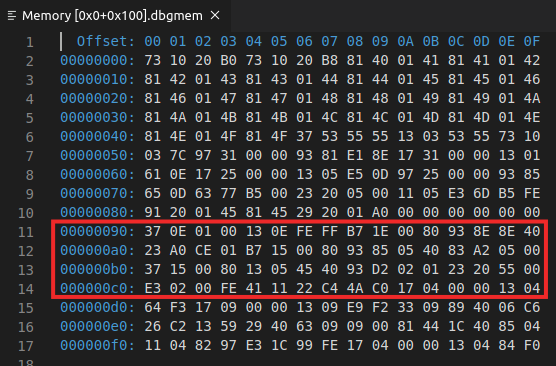 Memory [0x0+0x100].dbgmem ×
1 Offset: 00 01 02 03 04 05 06 07 08 09 0A 0B 0C 0D 0E 0F
2 00000000: 73 10 20 B0 73 10 20 B8 81 40 01 41 81 41 01 42
3 00000010: 81 42 01 43 81 43 01 44 81 44 01 45 81 45 01 46
4 00000020: 81 46 01 47 81 47 01 48 81 48 01 49 81 49 01 4A
5 00000030: 81 4A 01 4B 81 4B 01 4C 81 4C 01 4D 81 4D 01 4E
6 00000040: 81 4E 01 4F 81 4F 37 53 55 55 13 03 53 55 73 10
7 00000050: 03 7C 97 31 00 00 93 81 E1 8E 17 31 00 00 13 01
8 00000060: 61 0E 17 25 00 00 13 05 E5 0D 97 25 00 00 93 85
9 00000070: 65 0D 63 77 B5 00 23 20 05 00 11 05 E3 6D B5 FE
10 00000080: 91 20 01 45 81 45 29 20 01 A0 00 00 00 00 00 00
11 00000090: 37 0E 01 00 13 0E FE FF B7 1E 00 80 93 8E 8E 40
12 000000a0: 23 A0 CE 01 B7 15 00 80 93 85 05 40 83 A2 05 00
13 000000b0: 37 15 00 80 13 05 45 40 93 D2 02 01 23 20 55 00
14 000000c0: E3 02 00 FE 41 11 22 C4 4A C0 17 04 00 00 13 04
15 000000d0: 64 F3 17 09 00 00 13 09 E9 F2 33 09 89 40 06 C6
16 000000e0: 26 C2 13 59 29 40 63 09 09 00 81 44 1C 40 85 04
17 000000f0: 11 04 82 97 E3 1C 99 FE 17 04 00 00 13 04 84 F0
18